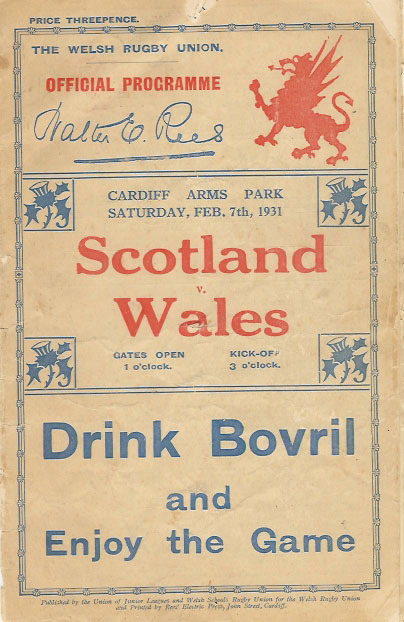 PRICE THREEPENCE.
THE WELSH RUGBY UNION.
OFFICIAL PROGRAMME
Walter E. Rees
CARDIFF ARMS PARK
SATURDAY, FEB. 7th, 1931
Scotland
v.
Wales
GATES OPEN KICK-OFF
1 o'clock. 3 o'clock.
Drink Bovril
and
Enjoy the Game
Published by the Union of Junior Leagues and Welsh Schools Rugby Union for the Welsh Rugby Union
and Printed by Rees' Electric Press, John Street, Cardiff.